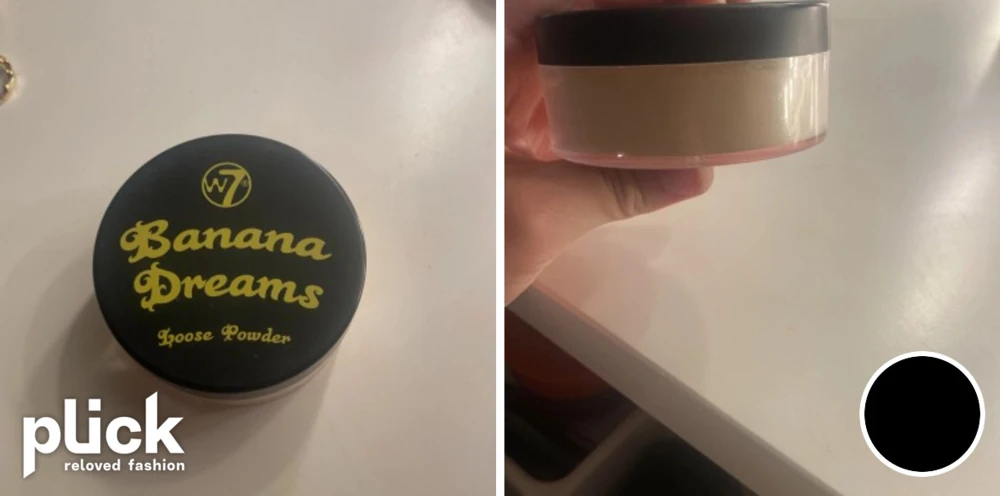 W7®
Banana
Dreams
Loose Powder
plick
reloved fashion